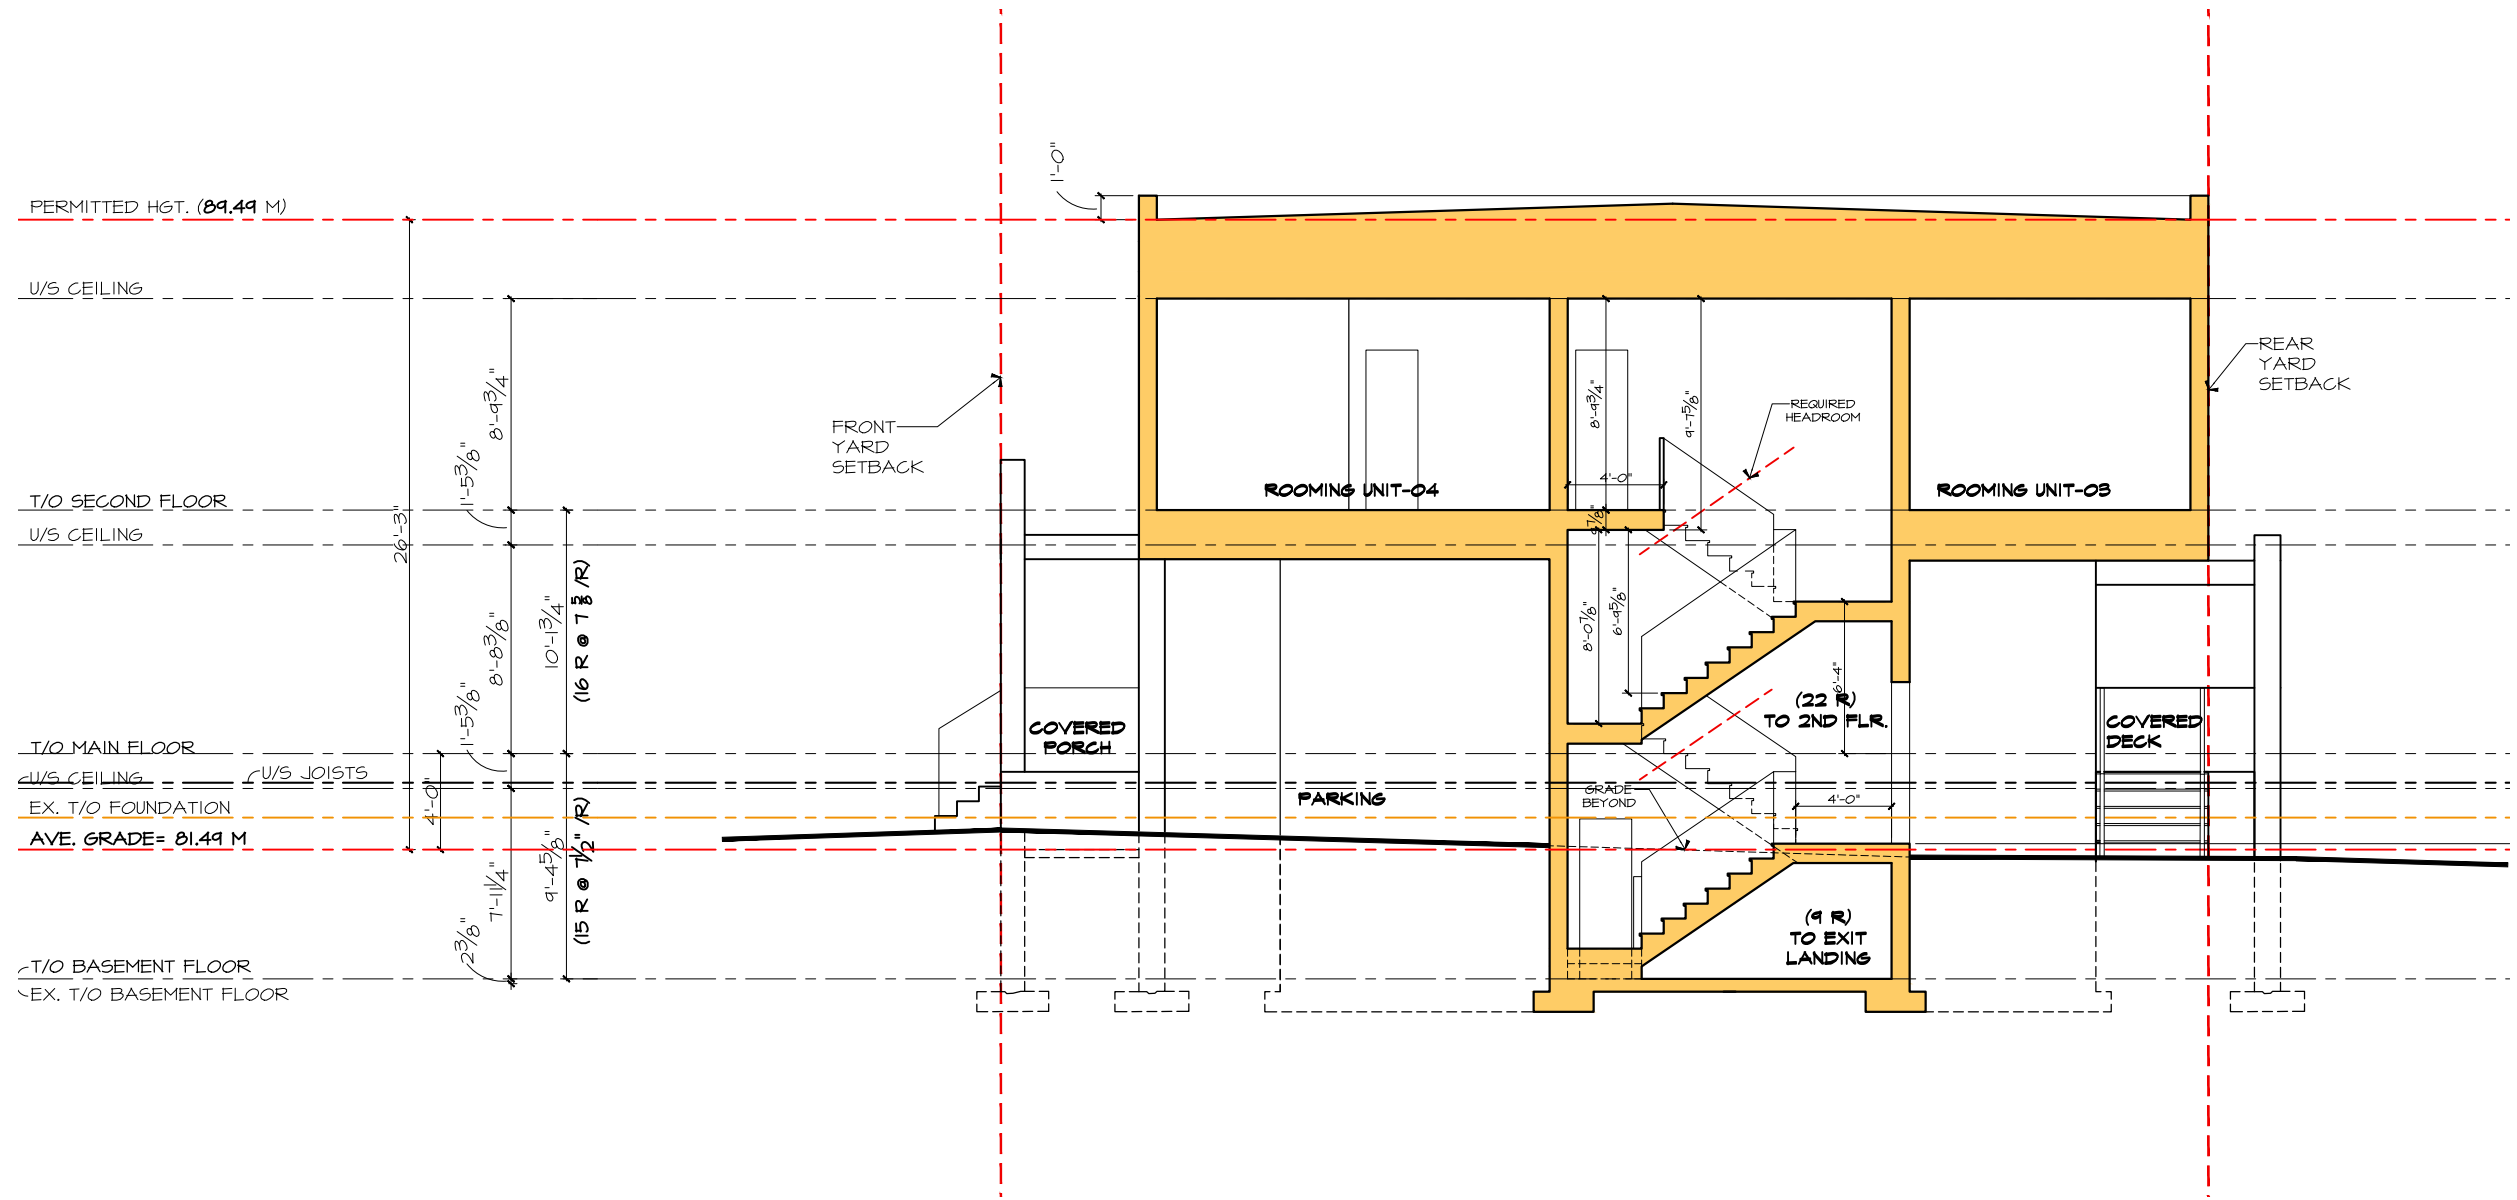 1'-0"
PERMITTED HGT. (89.49 M)
U/S CEILING
8'-9¾"
1'-5⅜"
T/O SECOND FLOOR
U/S CEILING
26'-3"
8'-8⅜"
10'-1¾"
(16 R @ 7 ⅝ /R)
1'-5⅜"
T/O MAIN FLOOR
U/S CEILING
U/S JOISTS
EX. T/O FOUNDATION
4'-0"
AVE. GRADE= 81.49 M
7'-11¼"
9'-4⅝"
(15 R @ 7½" /R)
2⅜"
T/O BASEMENT FLOOR
EX. T/O BASEMENT FLOOR
FRONT
YARD
SETBACK
REAR
YARD
SETBACK
REQUIRED
HEADROOM
8'-9¾"
9'-7⅝"
4'-0"
ROOMING UNIT-04
ROOMING UNIT-03
9⅞"
8'-0⅞"
6'-9⅝"
6'-4"
(22 R)
TO 2ND FLR.
COVERED
PORCH
COVERED
DECK
PARKING
GRADE
BEYOND
4'-0"
(9 R)
TO EXIT
LANDING